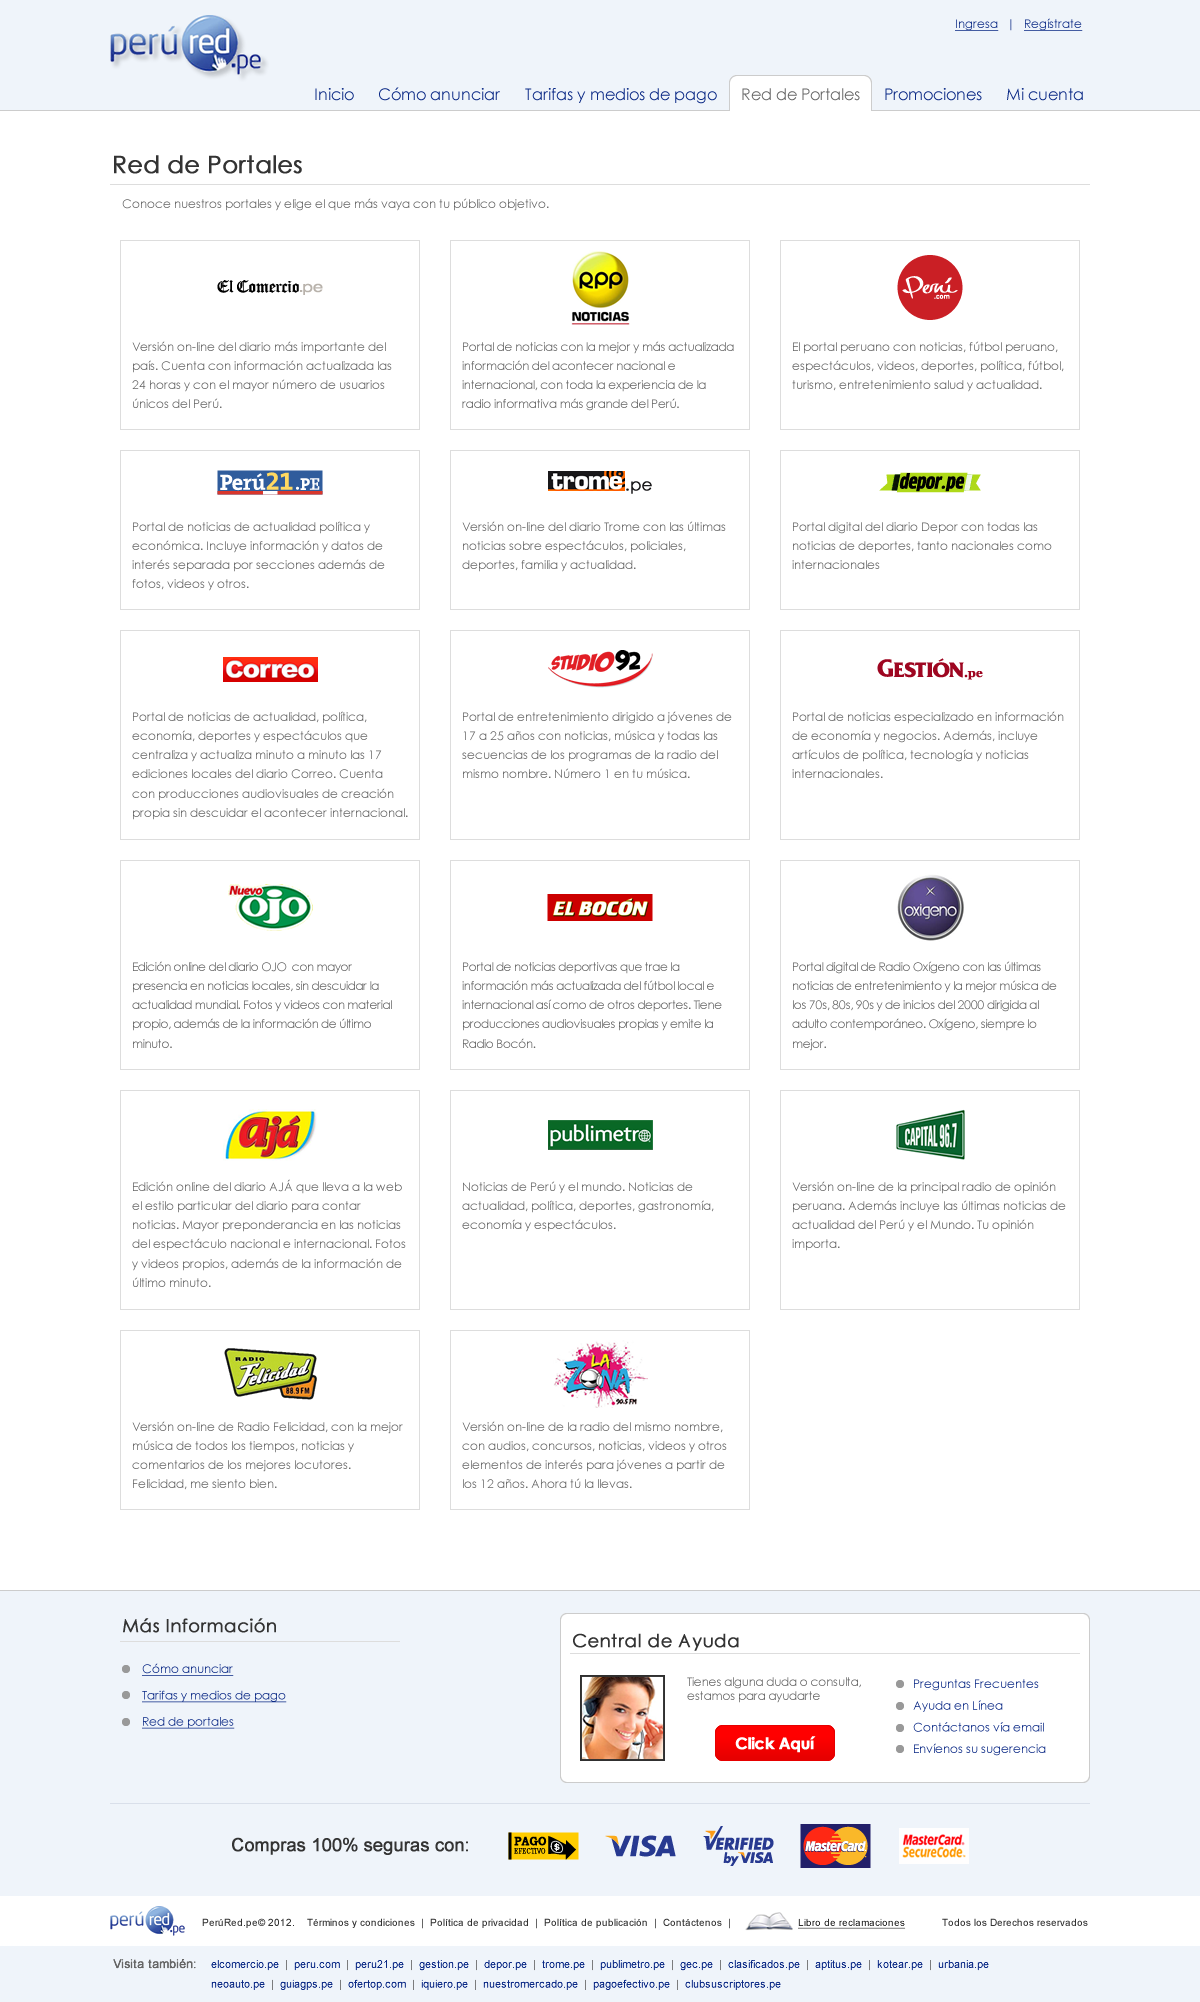 perú red .pe
Ingresa | Regístrate
Inicio Cómo anunciar Tarifas y medios de pago Red de Portales Promociones Mi cuenta
Red de Portales
Conoce nuestros portales y elige el que más vaya con tu público objetivo.
El Comercio.pe
Versión on-line del diario más importante del
país. Cuenta con información actualizada las
24 horas y con el mayor número de usuarios
únicos del Perú.
RPP
NOTICIAS
Portal de noticias con la mejor y más actualizada
información del acontecer nacional e
internacional, con toda la experiencia de la
radio informativa más grande del Perú.
Perú
.com
El portal peruano con noticias, fútbol peruano,
espectáculos, videos, deportes, política, fútbol,
turismo, entretenimiento salud y actualidad.
Perú21.PE
Portal de noticias de actualidad política y
económica. Incluye información y datos de
interés separada por secciones además de
fotos, videos y otros.
trome.pe
Versión on-line del diario Trome con las últimas
noticias sobre espectáculos, policiales,
deportes, familia y actualidad.
depor.pe
Portal digital del diario Depor con todas las
noticias de deportes, tanto nacionales como
internacionales
Correo
Portal de noticias de actualidad, política,
economía, deportes y espectáculos que
centraliza y actualiza minuto a minuto las 17
ediciones locales del diario Correo. Cuenta
con producciones audiovisuales de creación
propia sin descuidar el acontecer internacional.
STUDIO92
Portal de entretenimiento dirigido a jóvenes de
17 a 25 años con noticias, música y todas las
secuencias de los programas de la radio del
mismo nombre. Número 1 en tu música.
GESTIÓN.pe
Portal de noticias especializado en información
de economía y negocios. Además, incluye
artículos de política, tecnología y noticias
internacionales.
Nuevo
ojo
Edición online del diario OJO con mayor
presencia en noticias locales, sin descuidar la
actualidad mundial. Fotos y videos con material
propio, además de la información de último
minuto.
EL BOCÓN
Portal de noticias deportivas que trae la
información más actualizada del fútbol local e
internacional así como de otros deportes. Tiene
producciones audiovisuales propias y emite la
Radio Bocón.
oxígeno
Portal digital de Radio Oxígeno con las últimas
noticias de entretenimiento y la mejor música de
los 70s, 80s, 90s y de inicios del 2000 dirigida al
adulto contemporáneo. Oxígeno, siempre lo
mejor.
ajá
Edición online del diario AJÁ que lleva a la web
el estilo particular del diario para contar
noticias. Mayor preponderancia en las noticias
del espectáculo nacional e internacional. Fotos
y videos propios, además de la información de
último minuto.
publimetro
Noticias de Perú y el mundo. Noticias de
actualidad, política, deportes, gastronomía,
economía y espectáculos.
CAPITAL 96.7
Versión on-line de la principal radio de opinión
peruana. Además incluye las últimas noticias de
actualidad del Perú y el Mundo. Tu opinión
importa.
RADIO
Felicidad
88.9 FM
Versión on-line de Radio Felicidad, con la mejor
música de todos los tiempos, noticias y
comentarios de los mejores locutores.
Felicidad, me siento bien.
LA
ZONA
90.5 FM
Versión on-line de la radio del mismo nombre,
con audios, concursos, noticias, videos y otros
elementos de interés para jóvenes a partir de
los 12 años. Ahora tú la llevas.
Más Información
Cómo anunciar
Tarifas y medios de pago
Red de portales
Central de Ayuda
Tienes alguna duda o consulta,
estamos para ayudarte
Click Aquí
Preguntas Frecuentes
Ayuda en Línea
Contáctanos vía email
Envíenos su sugerencia
Compras 100% seguras con:
PAGO
EFECTIVO
VISA
VERIFIED
by VISA
MasterCard
MasterCard.
SecureCode.
perú red .pe
PerúRed.pe© 2012. Términos y condiciones | Política de privacidad | Política de publicación | Contáctenos | Libro de reclamaciones Todos los Derechos reservados
Visita también: elcomercio.pe | peru.com | peru21.pe | gestion.pe | depor.pe | trome.pe | publimetro.pe | gec.pe | clasificados.pe | aptitus.pe | kotear.pe | urbania.pe
neoauto.pe | guiagps.pe | ofertop.com | iquiero.pe | nuestromercado.pe | pagoefectivo.pe | clubsuscriptores.pe